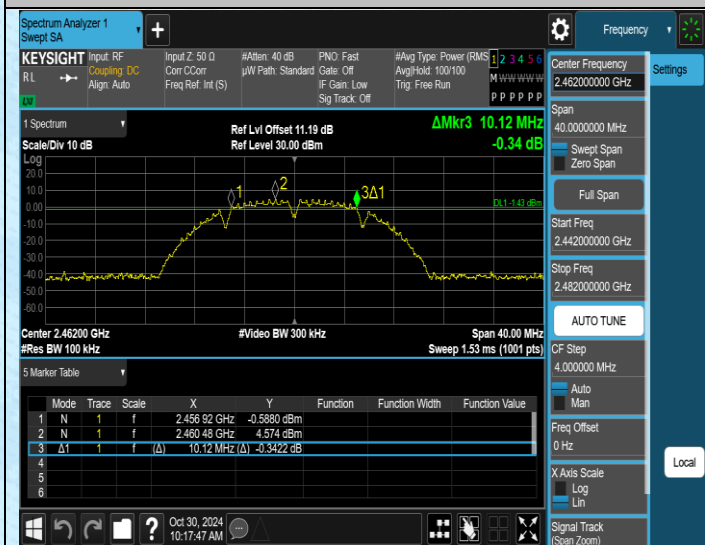 Spectrum Analyzer 1
Swept SA
Frequency
KEYSIGHT Input: RF Input Z: 50 Ω #Atten: 40 dB PNO: Fast #Avg Type: Power (RMS 1 2 3 4 5 6
RL Coupling: DC Corr CCorr µW Path: Standard Gate: Off Avg|Hold: 100/100 M W W W W W
Align: Auto Freq Ref: Int (S) IF Gain: Low Trig: Free Run
Sig Track: Off P P P P P P
LXI
1 Spectrum
Ref Lvl Offset 11.19 dB ΔMkr3 10.12 MHz
Scale/Div 10 dB Ref Level 30.00 dBm -0.34 dB
Log
20.0
10.0
0.00
-10.0
-20.0
-30.0
-40.0
-50.0
-60.0
1
2
3Δ1
DL1 -1.43 dBm
Center 2.46200 GHz #Video BW 300 kHz Span 40.00 MHz
#Res BW 100 kHz Sweep 1.53 ms (1001 pts)
5 Marker Table
Mode Trace Scale X Y Function Function Width Function Value
1 N 1 f 2.456 92 GHz -0.5880 dBm
2 N 1 f 2.460 48 GHz 4.574 dBm
3 Δ1 1 f (Δ) 10.12 MHz (Δ) -0.3422 dB
4
5
6
Oct 30, 2024
10:17:47 AM
Center Frequency
2.462000000 GHz
Span
40.0000000 MHz
Swept Span
Zero Span
Full Span
Start Freq
2.442000000 GHz
Stop Freq
2.482000000 GHz
AUTO TUNE
CF Step
4.000000 MHz
Auto
Man
Freq Offset
0 Hz
X Axis Scale
Log
Lin
Signal Track
(Span Zoom)
Settings
Local